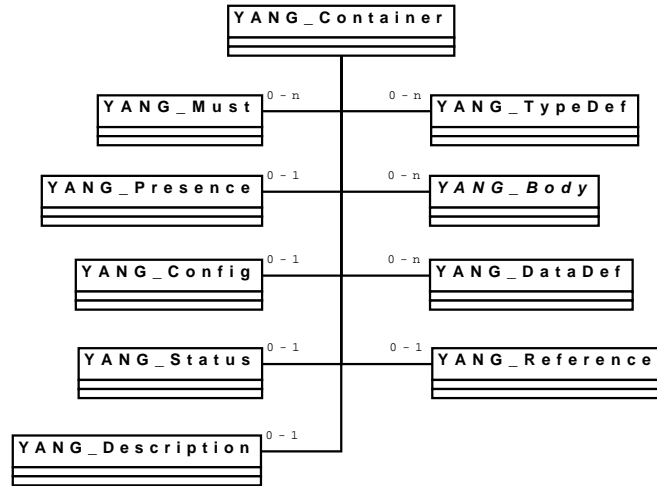 YANG_Container
0-n
0-n
YANG_Must
YANG_TypeDef
0-1
0-n
YANG_Presence
YANG_Body
0-1
0-n
YANG_Config
YANG_DataDef
0-1
0-1
YANG_Status
YANG_Reference
0-1
YANG_Description